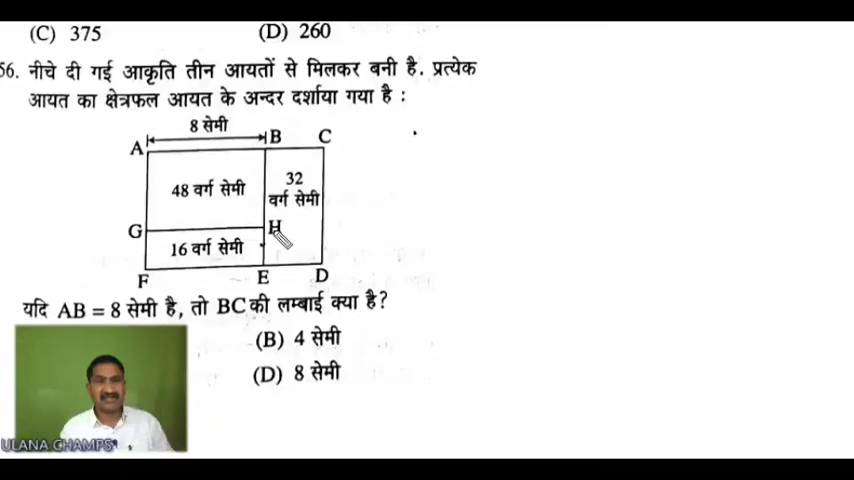 (C) 375 (D) 260
56. नीचे दी गई आकृति तीन आयतों से मिलकर बनी है. प्रत्येक
आयत का क्षेत्रफल आयत के अन्दर दर्शाया गया है :
8 सेमी
A B C
48 वर्ग सेमी
32
वर्ग सेमी
G H
16 वर्ग सेमी
F E D
यदि AB = 8 सेमी है, तो BC की लम्बाई क्या है?
(B) 4 सेमी
(D) 8 सेमी
ULANA CHAMPS